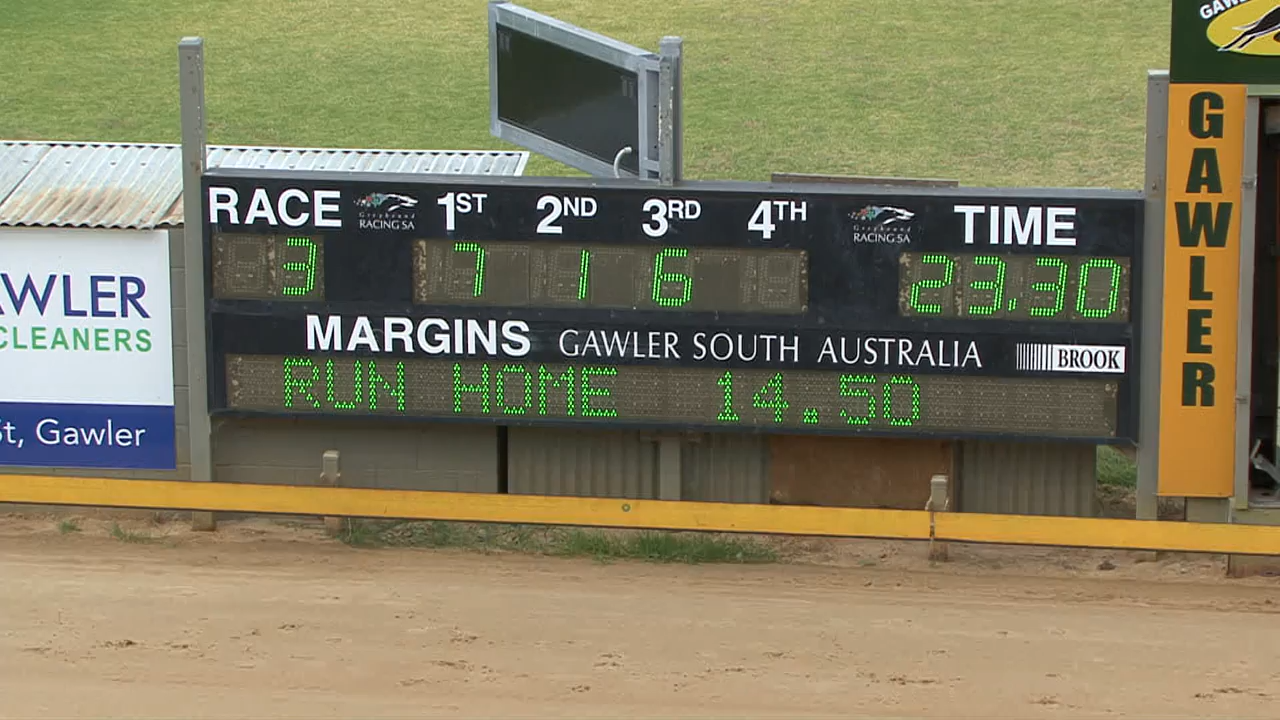 GAW
RACE Greyhound RACING SA 1ST 2ND 3RD 4TH Greyhound RACING SA TIME
3 7 1 6 23.30
MARGINS GAWLER SOUTH AUSTRALIA BROOK
RUN HOME 14.50
AWLER
CLEANERS
St, Gawler
GAWLER